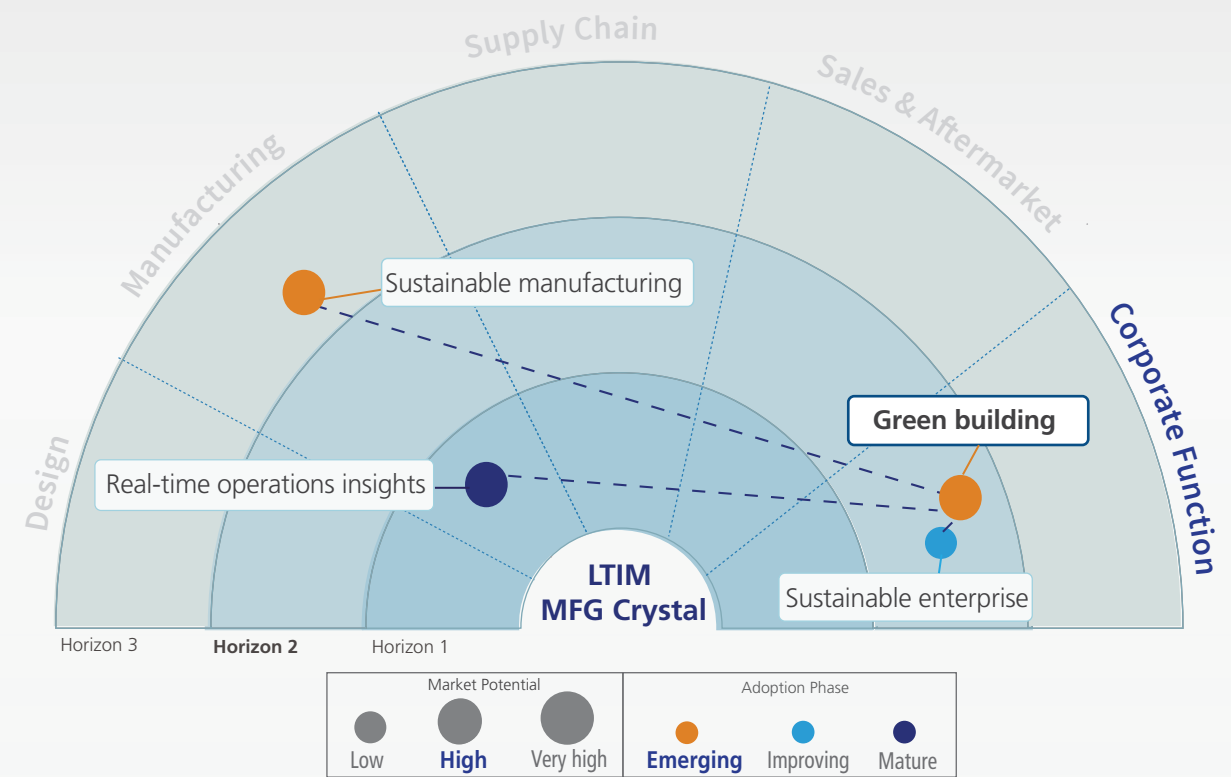 Supply Chain
Sales & Aftermarket
Manufacturing
Design
Corporate Function
Sustainable manufacturing
Green building
Real-time operations insights
Sustainable enterprise
LTIM
MFG Crystal
Horizon 3
Horizon 2
Horizon 1
Market Potential
Low
High
Very high
Adoption Phase
Emerging
Improving
Mature